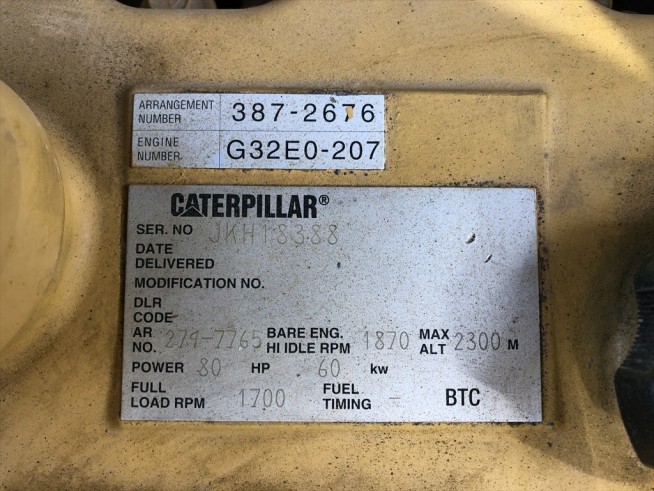 ARRANGEMENT NUMBER 387-2676
ENGINE NUMBER G32E0-207
CATERPILLAR®
SER. NO JKH18388
DATE
DELIVERED
MODIFICATION NO.
DLR
CODE
AR NO. 274-7765 BARE ENG. HI IDLE RPM 1870 MAX ALT 2300 M
POWER 80 HP 60 kw
FULL LOAD RPM 1700 FUEL TIMING - BTC